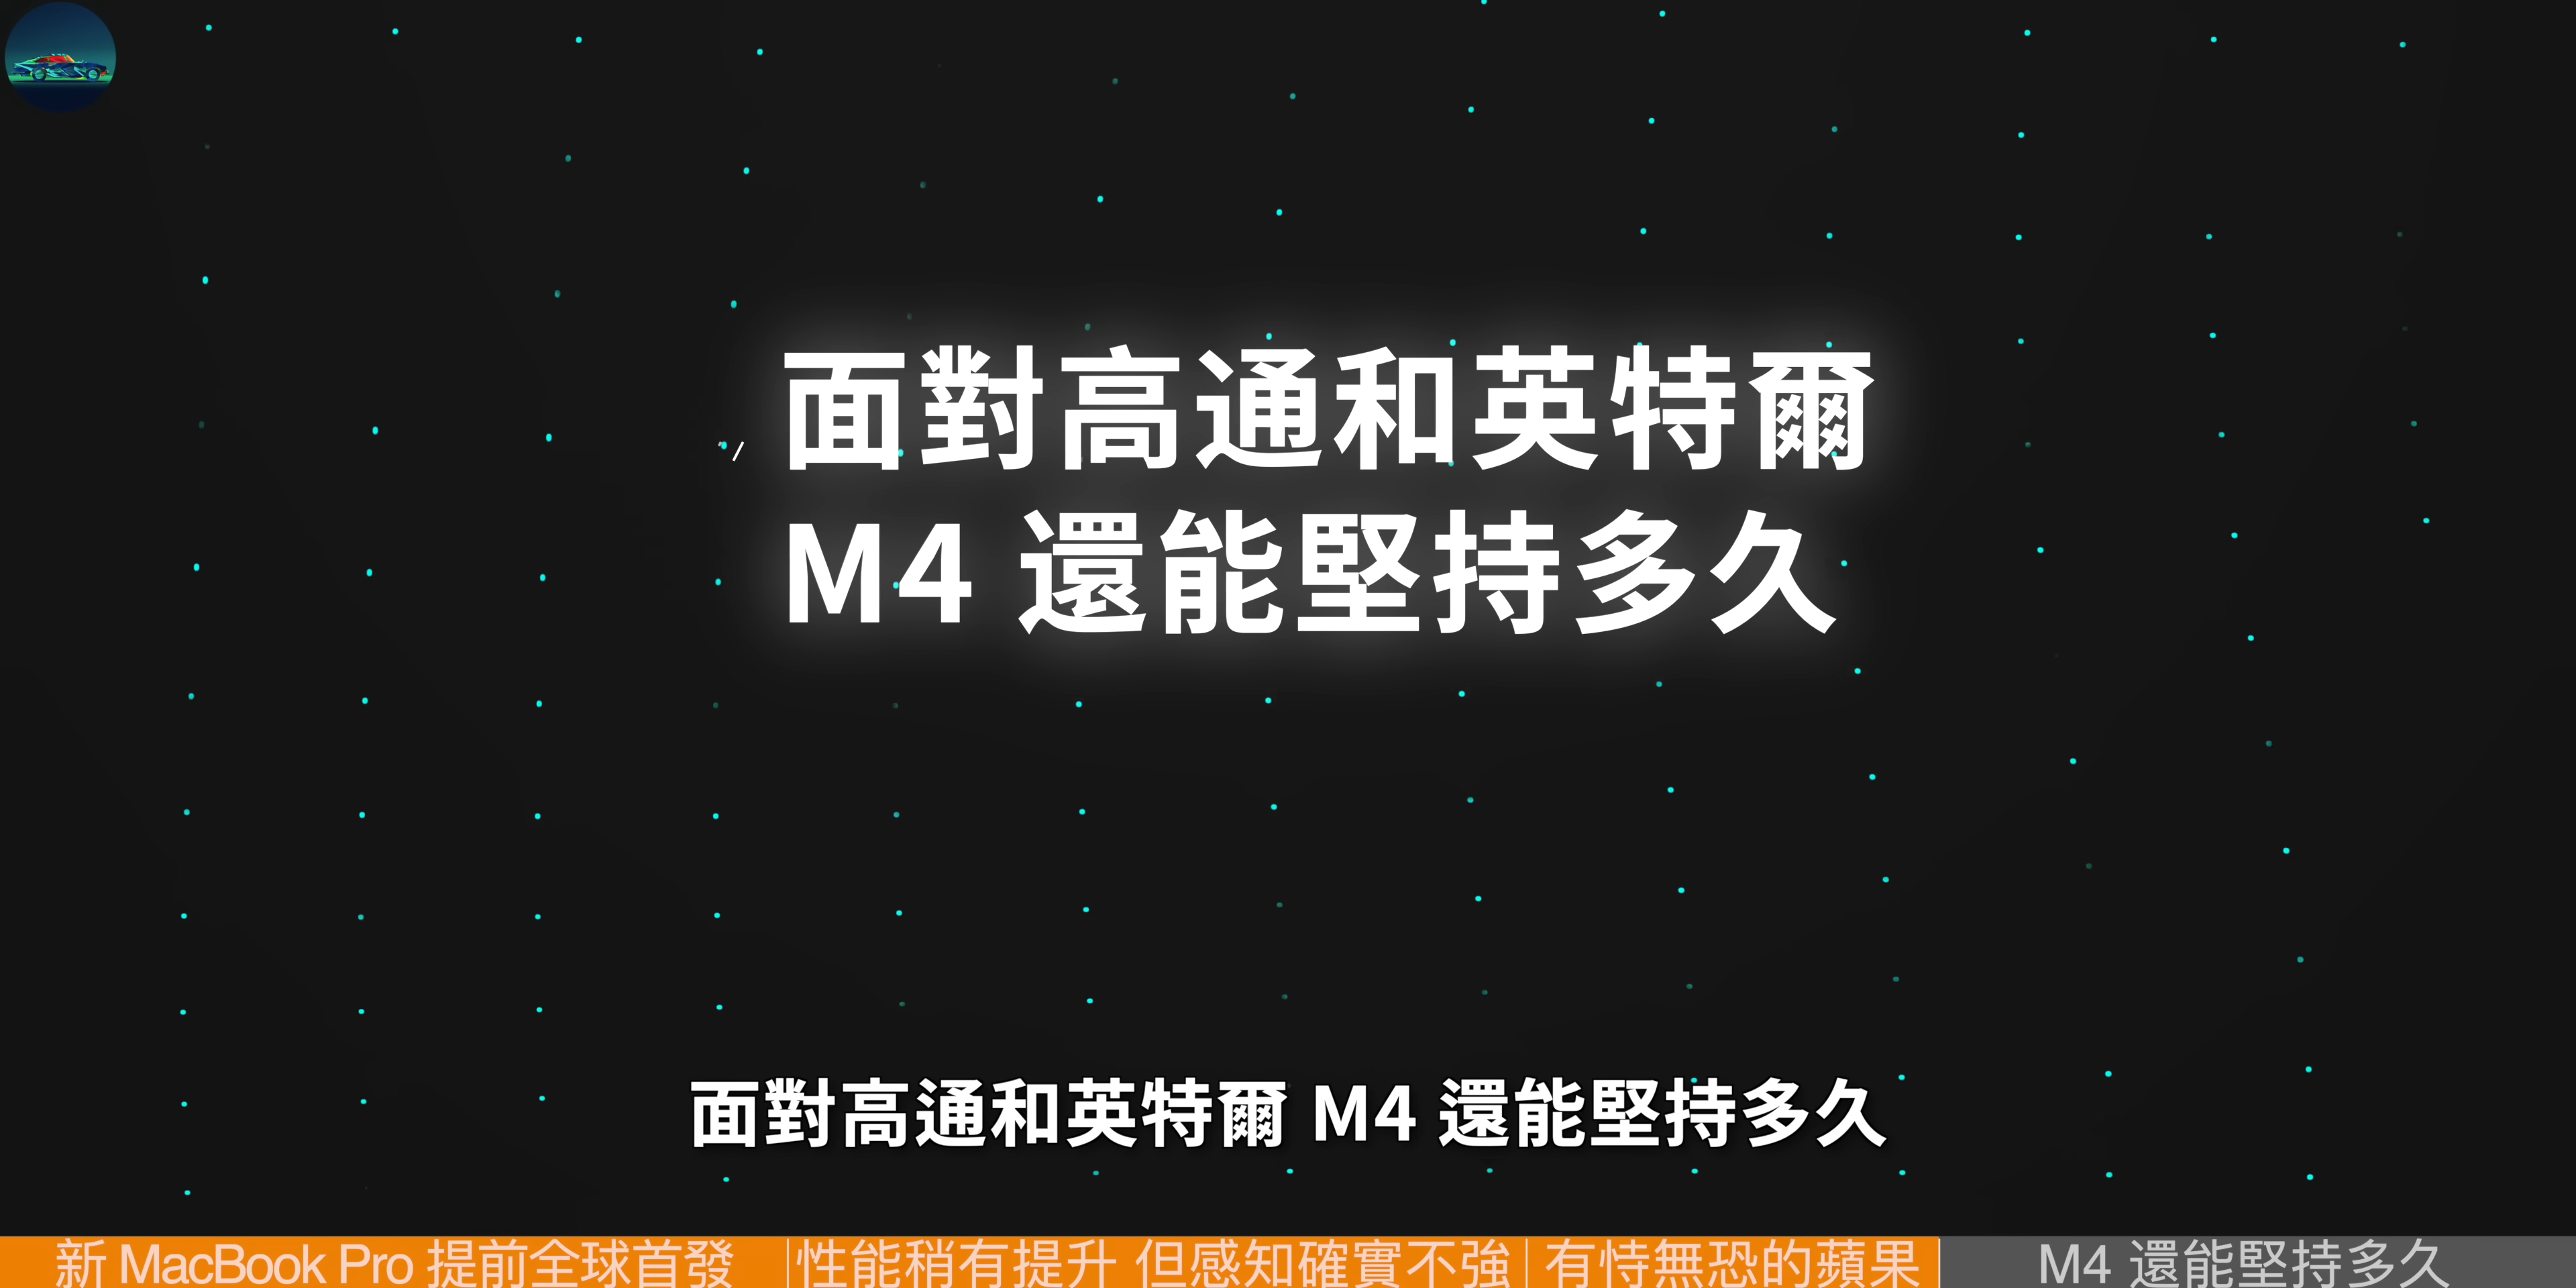 面對高通和英特爾
M4 還能堅持多久
面對高通和英特爾 M4 還能堅持多久
新 MacBook Pro 提前全球首發
性能稍有提升 但感知確實不強
有恃無恐的蘋果
M4 還能堅持多久